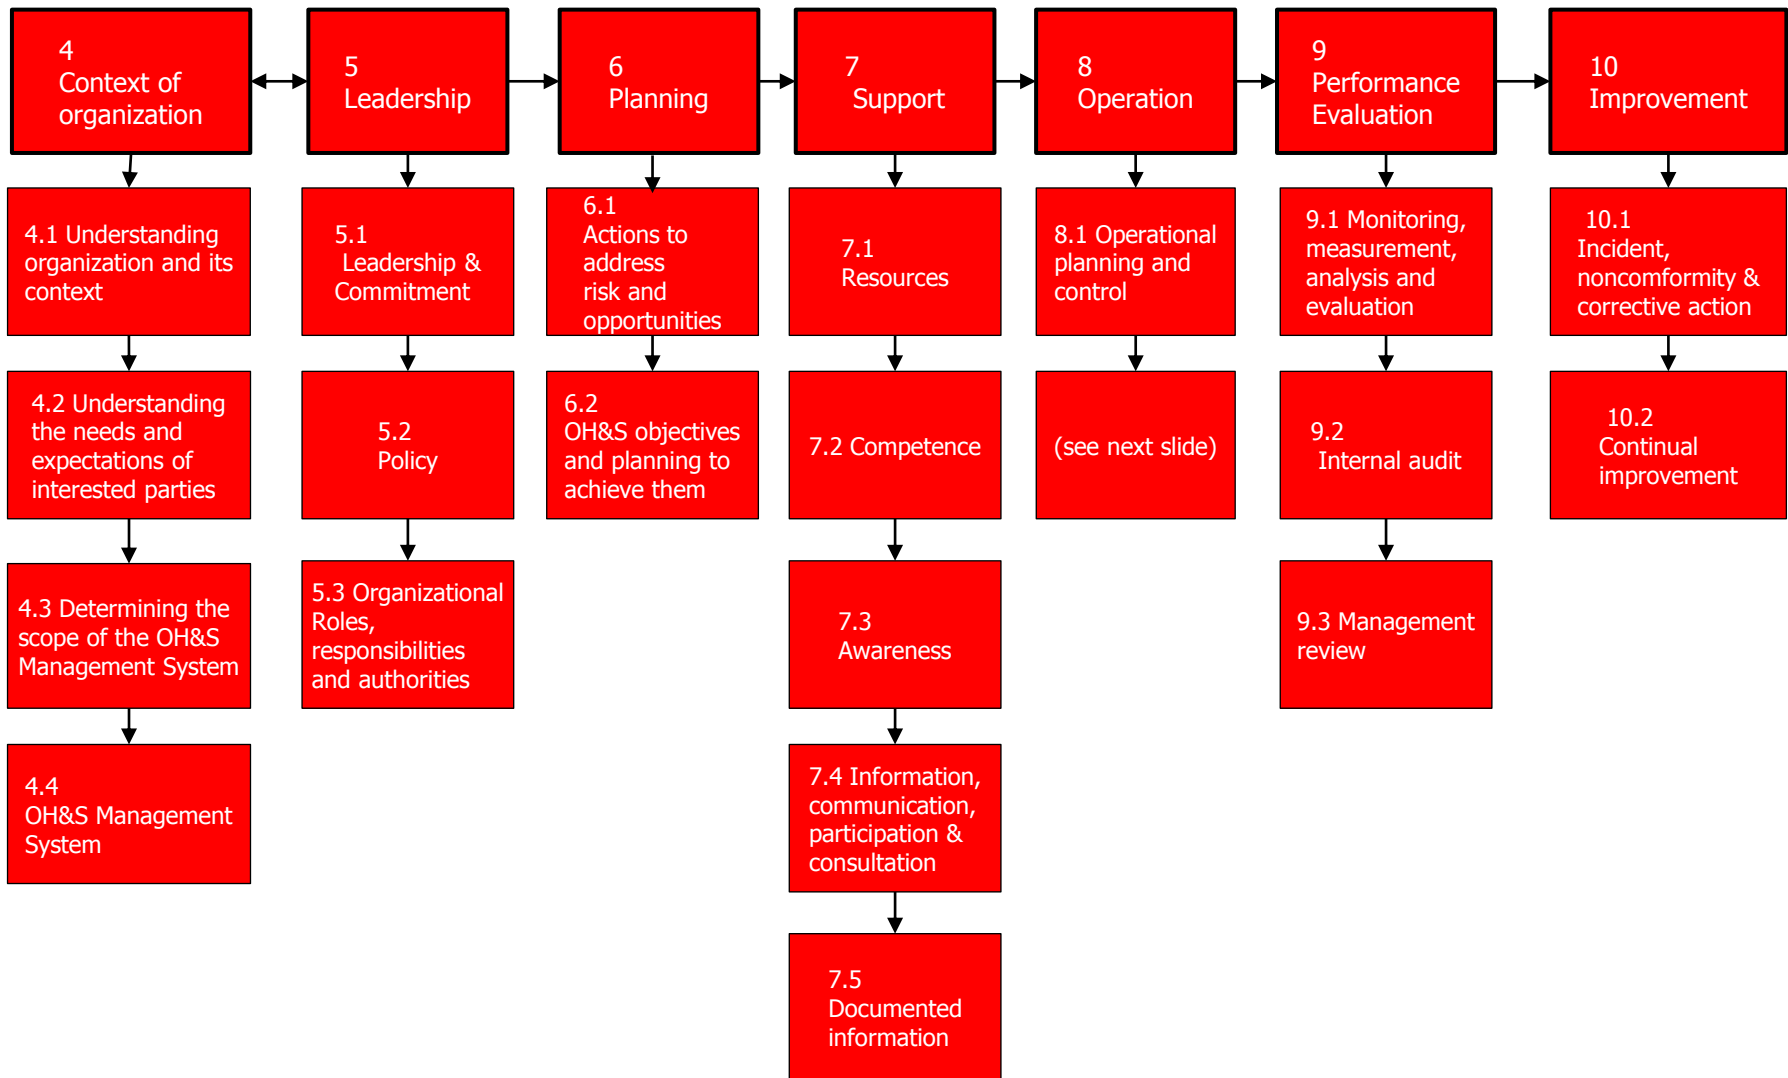 4
Context of
organization
5
Leadership
6
Planning
7
Support
8
Operation
9
Performance
Evaluation
10
Improvement
4.1 Understanding
organization and its
context
5.1
Leadership &
Commitment
6.1
Actions to
address
risk and
opportunities
7.1
Resources
8.1 Operational
planning and
control
9.1 Monitoring,
measurement,
analysis and
evaluation
10.1
Incident,
noncomformity &
corrective action
4.2 Understanding
the needs and
expectations of
interested parties
5.2
Policy
6.2
OH&S objectives
and planning to
achieve them
7.2 Competence
(see next slide)
9.2
Internal audit
10.2
Continual
improvement
4.3 Determining the
scope of the OH&S
Management System
5.3 Organizational
Roles,
responsibilities
and authorities
7.3
Awareness
9.3 Management
review
4.4
OH&S Management
System
7.4 Information,
communication,
participation &
consultation
7.5
Documented
information